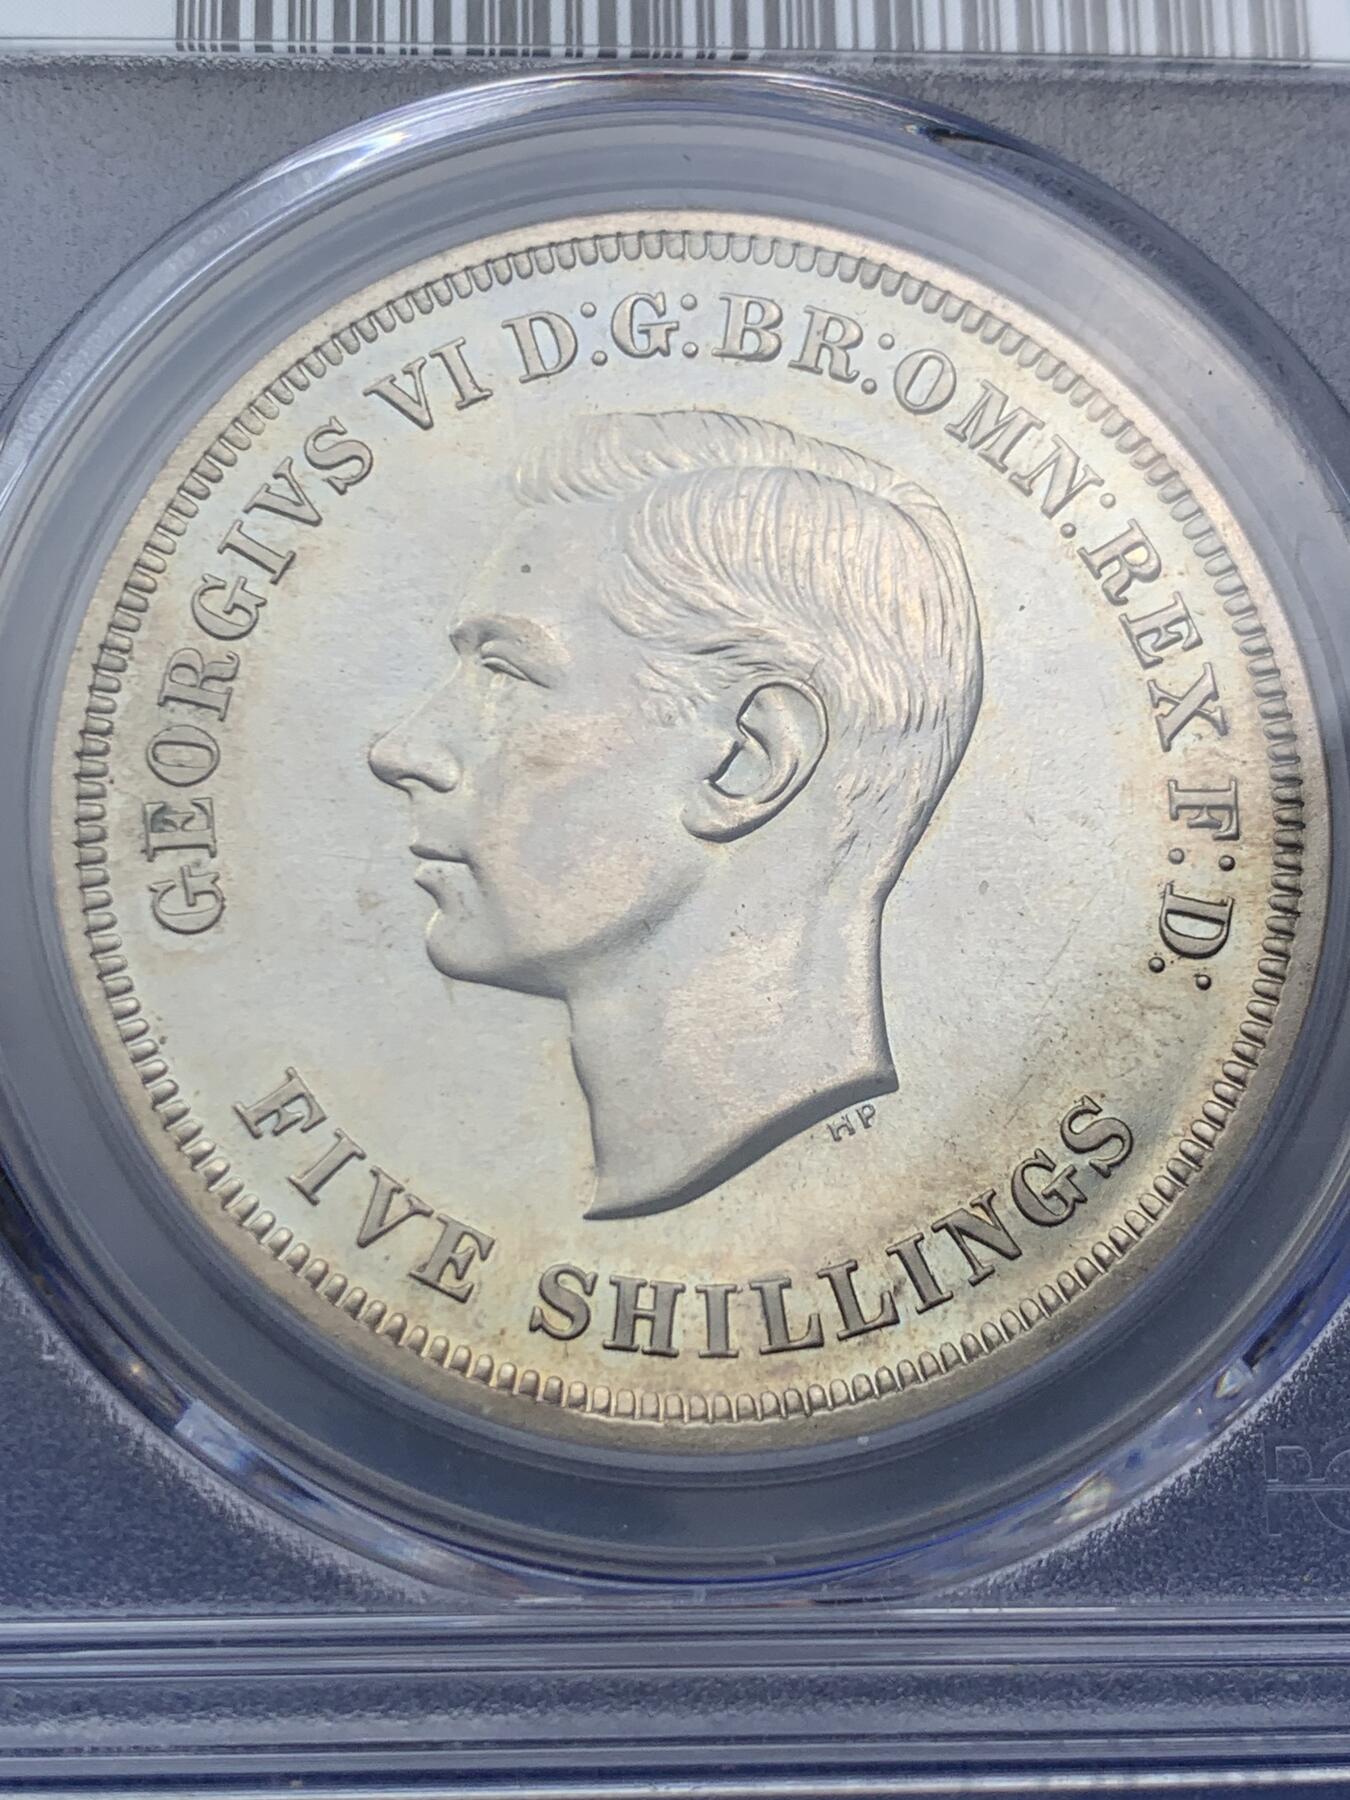 GEORGIVS VI D:G:BR:OMN:REX F:D:
HP
FIVE SHILLINGS